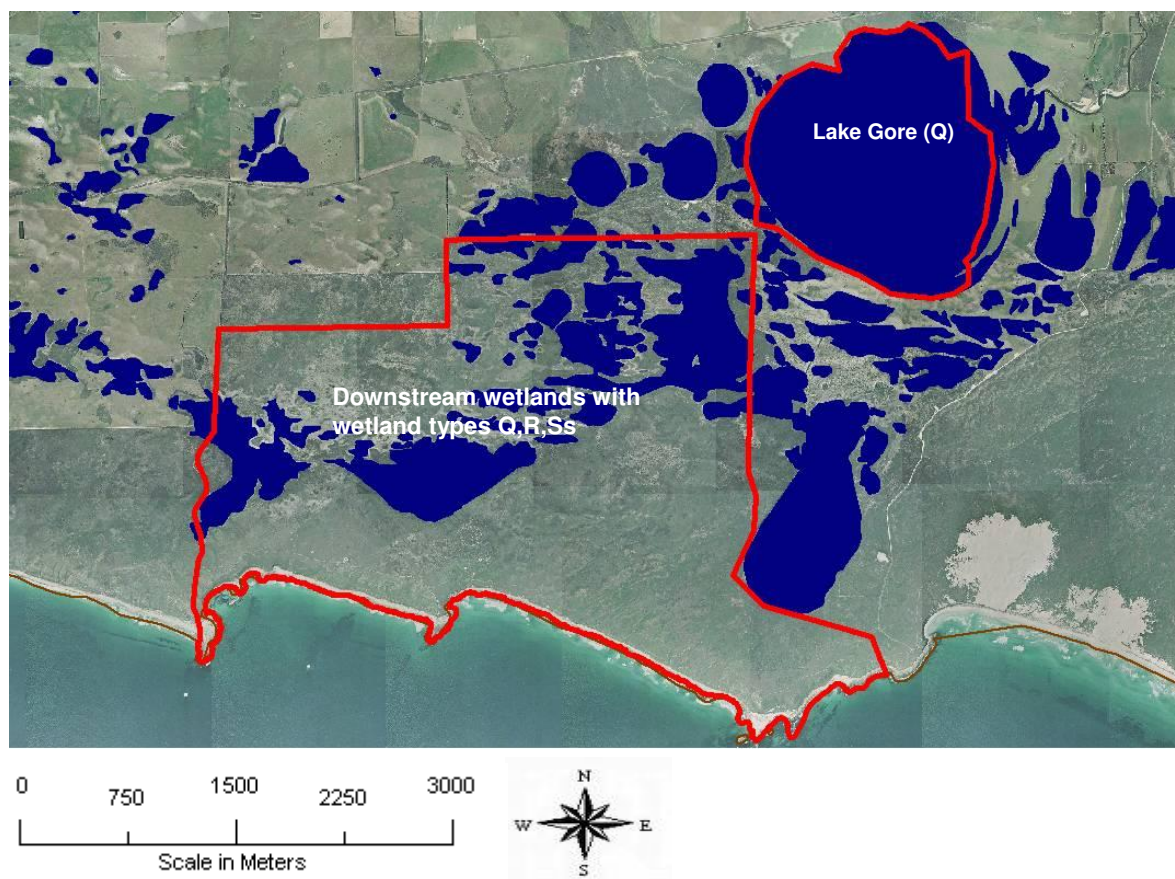 Lake Gore (Q)
Downstream wetlands with
wetland types Q,R,Ss
0 750 1500 2250 3000
Scale in Meters
N
W E
S